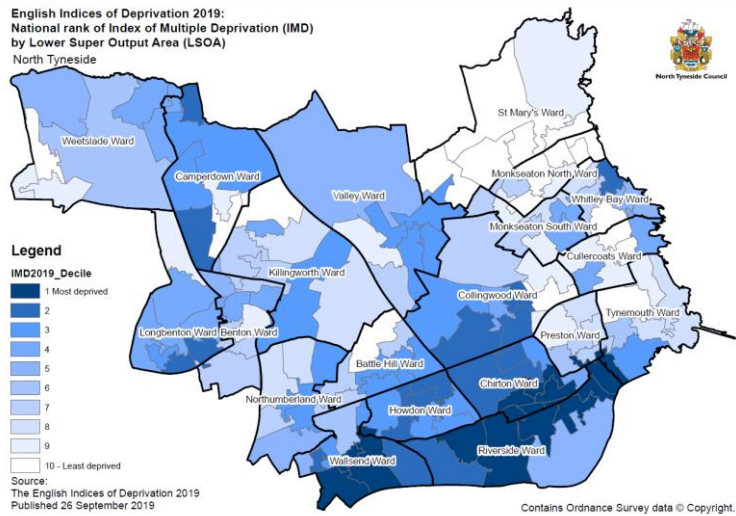 English Indices of Deprivation 2019:
National rank of Index of Multiple Deprivation (IMD)
by Lower Super Output Area (LSOA)
North Tyneside
North Tyneside Council
St Mary's Ward
Weetslade Ward
Monkseaton North Ward
Camperdown Ward
Valley Ward
Whitley Bay Ward
Monkseaton South Ward
Cullercoats Ward
Killingworth Ward
Collingwood Ward
Tynemouth Ward
Longbenton Ward
Benton Ward
Preston Ward
Battle Hill Ward
Chirton Ward
Northumberland Ward
Howdon Ward
Riverside Ward
Wallsend Ward
Legend
IMD2019_Decile
1 Most deprived
2
3
4
5
6
7
8
9
10 - Least deprived
Source:
The English Indices of Deprivation 2019
Published 26 September 2019
Contains Ordnance Survey data © Copyright.